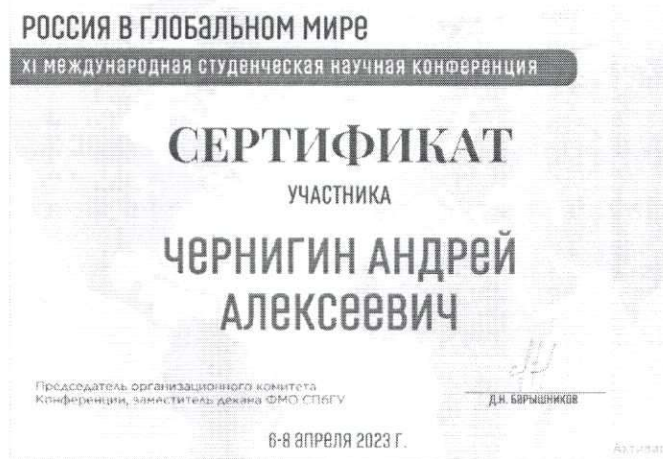 РОССИЯ В ГЛОБАЛЬНОМ МИРЕ
XI МЕЖДУНАРОДНАЯ СТУДЕНЧЕСКАЯ НАУЧНАЯ КОНФЕРЕНЦИЯ
СЕРТИФИКАТ
УЧАСТНИКА
ЧЕРНИГИН АНДРЕЙ
АЛЕКСЕЕВИЧ
Председатель организационного комитета
Конференции, заместитель декана ФМО СПбГУ
Д.Н. БАРЫШНИКОВ
6-8 АПРЕЛЯ 2023 Г.